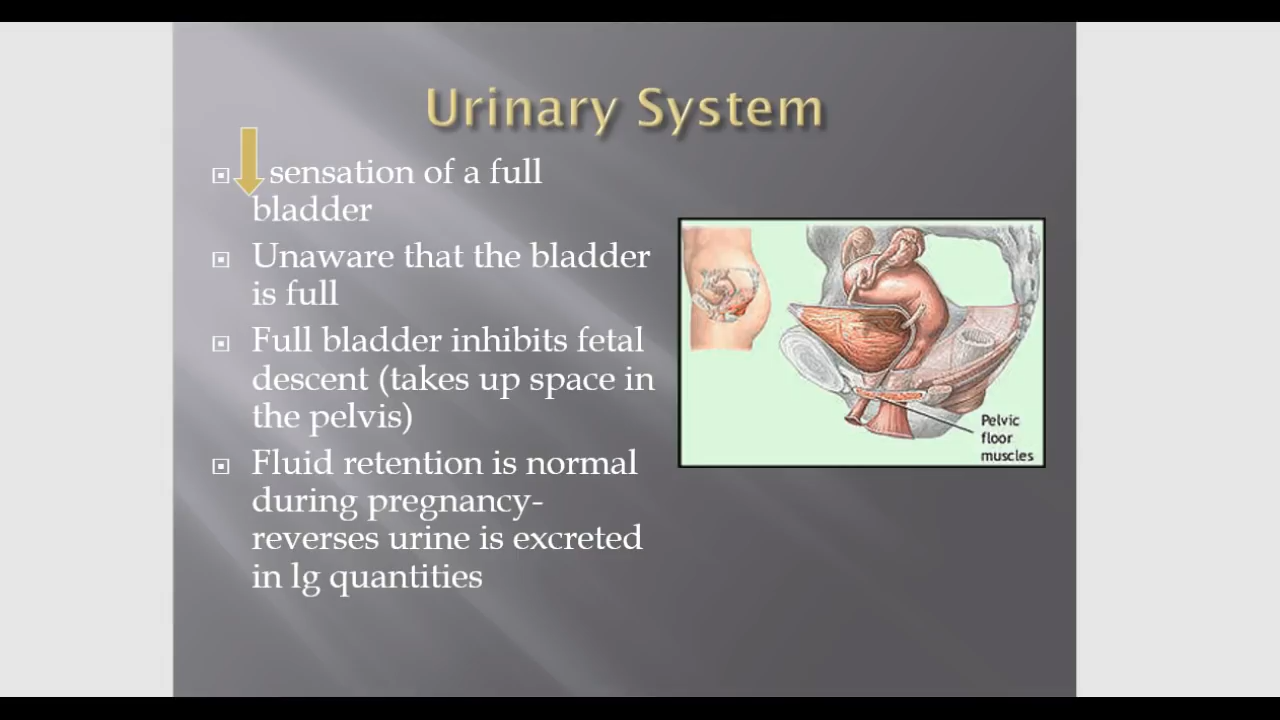 Urinary System
sensation of a full
bladder
Unaware that the bladder
is full
Full bladder inhibits fetal
descent (takes up space in
the pelvis)
Fluid retention is normal
during pregnancy-
reverses urine is excreted
in lg quantities
Pelvic
floor
muscles